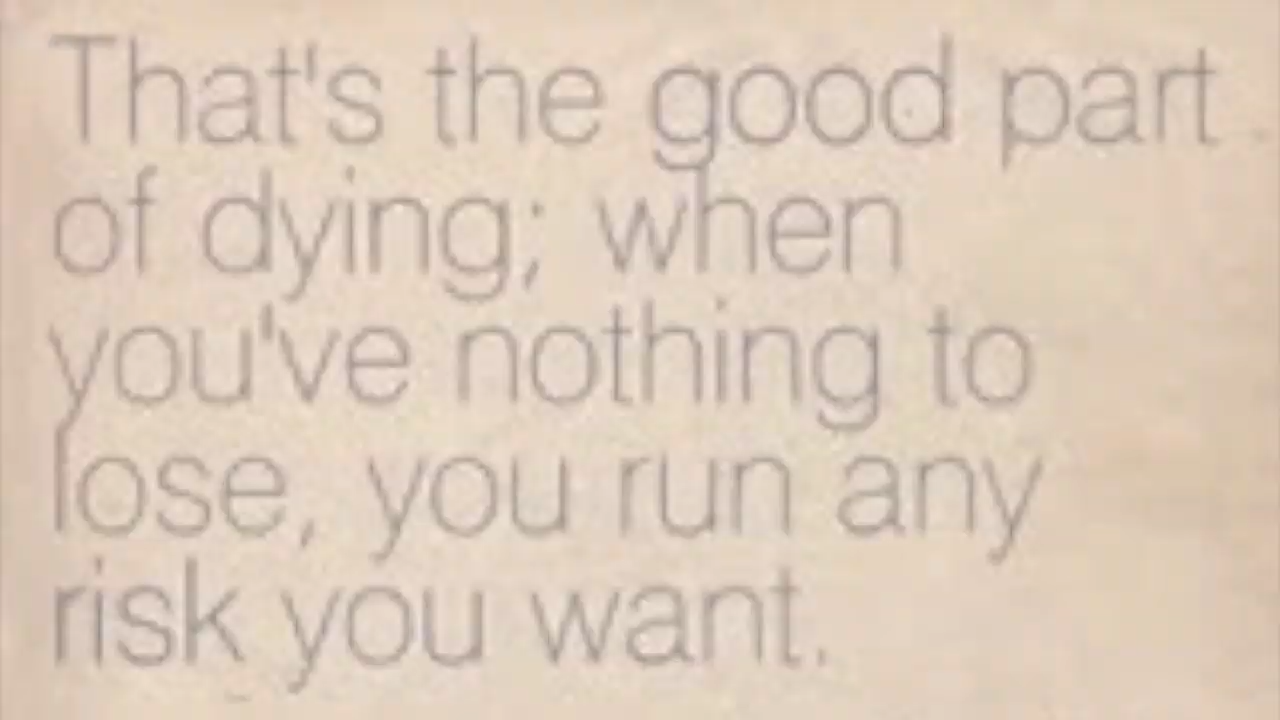 That's the good part
of dying; when
you've nothing to
lose, you run any
risk you want.